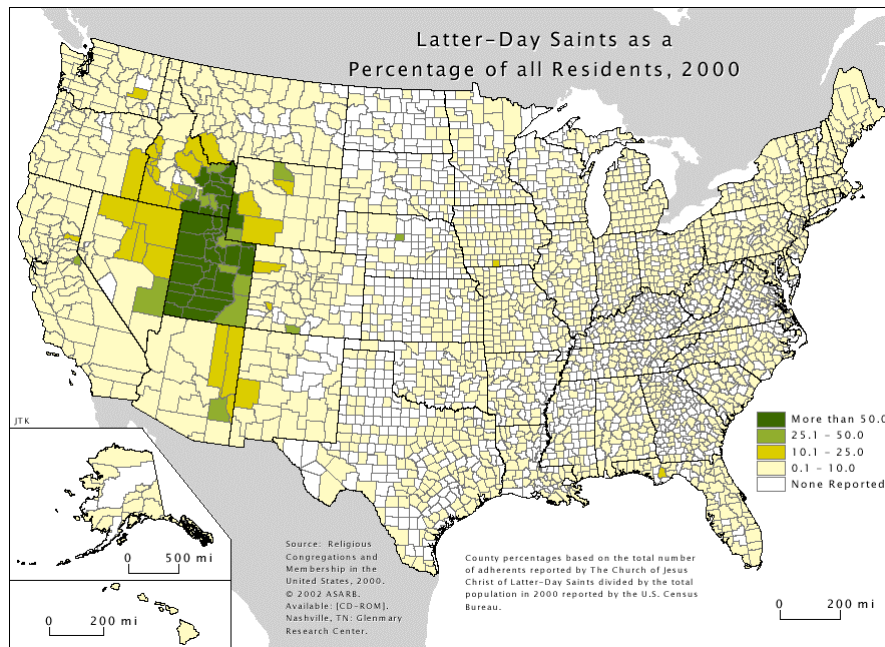 Latter-Day Saints as a
Percentage of all Residents, 2000
JTK
More than 50.0
25.1 - 50.0
10.1 - 25.0
0.1 - 10.0
None Reported
0 500 mi
0 200 mi
Source: Religious
Congregations and
Membership in the
United States, 2000.
© 2002 ASARB.
Available: [CD-ROM].
Nashville, TN: Glenmary
Research Center.
County percentages based on the total number
of adherents reported by The Church of Jesus
Christ of Latter-Day Saints divided by the total
population in 2000 reported by the U.S. Census
Bureau.
0 200 mi